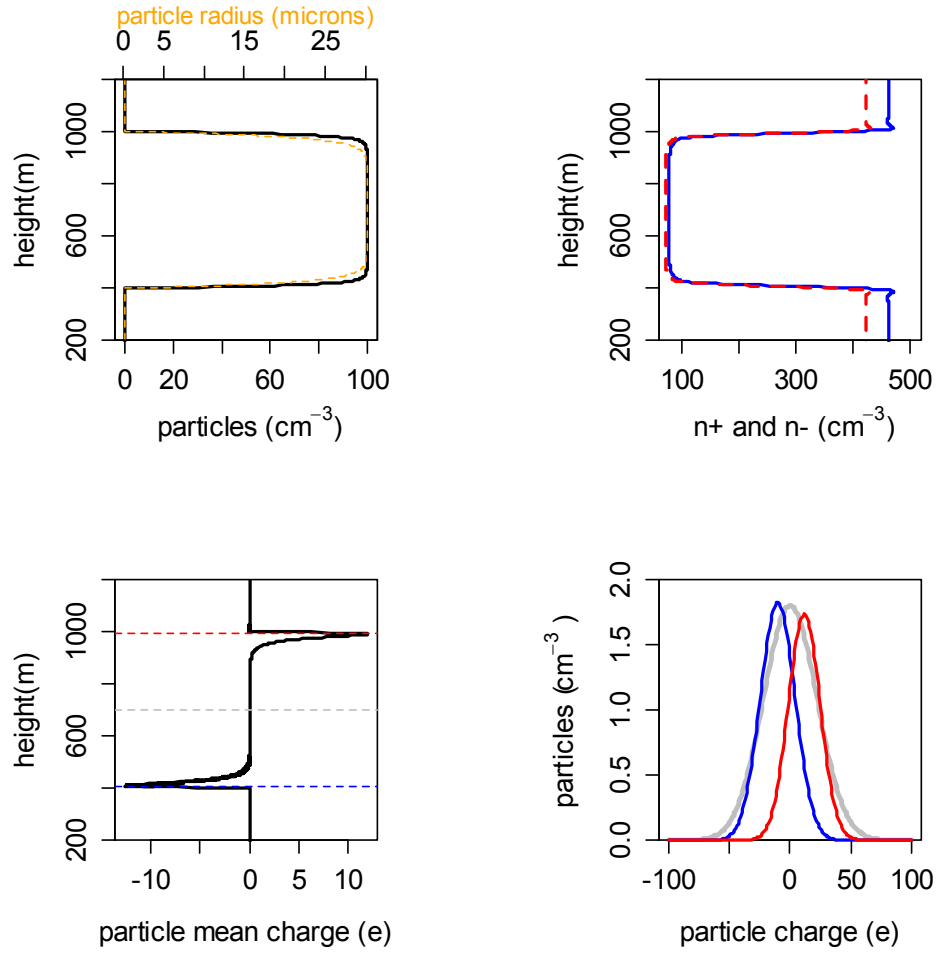 particle radius (microns)
0 5 15 25
height(m)
200 600 1000
0 20 60 100
particles (cm⁻³)
height(m)
200 600 1000
100 300 500
n+ and n- (cm⁻³)
height(m)
200 600 1000
-10 0 5 10
particle mean charge (e)
particles (cm⁻³)
0.0 0.5 1.0 1.5 2.0
-100 0 50 100
particle charge (e)